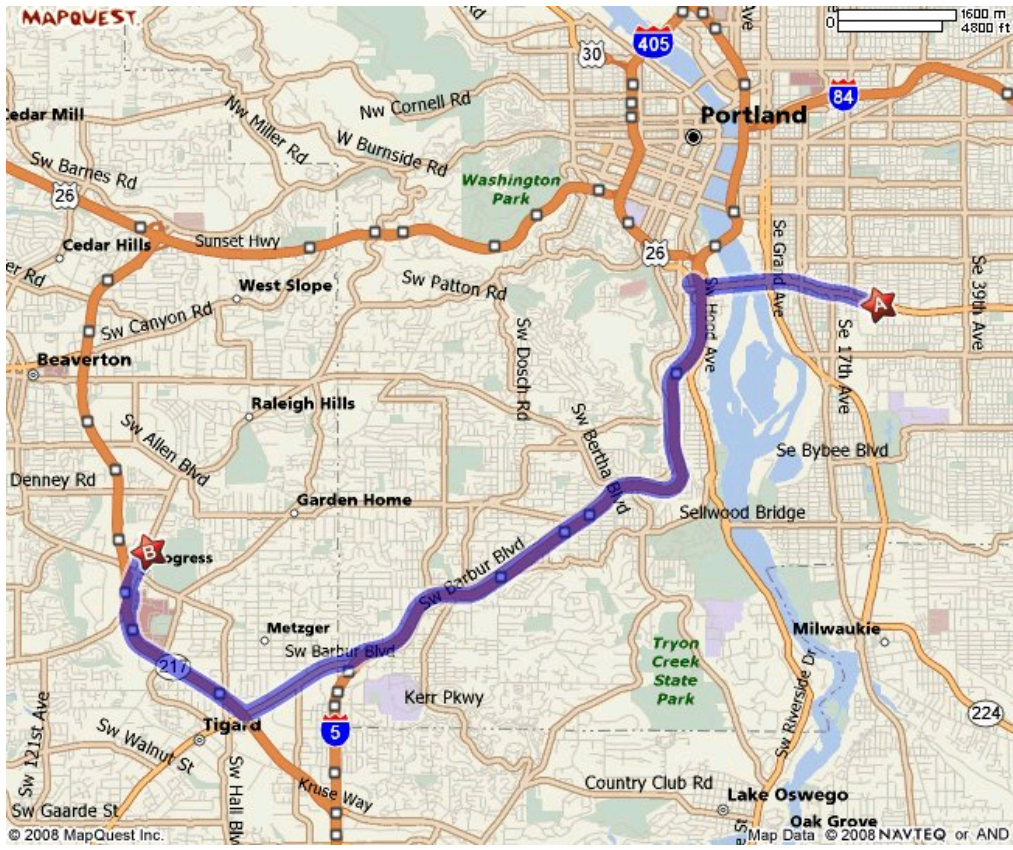 MAPQUEST.
0
1600 m
4800 ft
405
30
84
Nw Cornell Rd
Cedar Mill
Portland
Nw Miller Rd
W Burnside Rd
Sw Barnes Rd
Washington
Park
26
Cedar Hills
Sunset Hwy
26
Se Grand Ave
Se 39th Ave
er Rd
West Slope
Sw Patton Rd
A
Sw Hood Ave
Sw Canyon Rd
Sw Dosch Rd
Se 17th Ave
Beaverton
Raleigh Hills
Sw Allen Blvd
Sw Bertha Blvd
Se Bybee Blvd
Denney Rd
Garden Home
Sellwood Bridge
B
ogress
Sw Barbur Blvd
Metzger
Milwaukie
Sw Barbur Blvd
217
Tryon
Creek
State
Park
Kerr Pkwy
Sw Riverside Dr
224
Sw 121st Ave
Tigard
5
Sw Walnut St
Sw Hall Blv
Kruse Way
Country Club Rd
Lake Oswego
Sw Gaarde St
Oak Grove
a St
© 2008 MapQuest Inc.
Map Data © 2008 NAVTEQ or AND